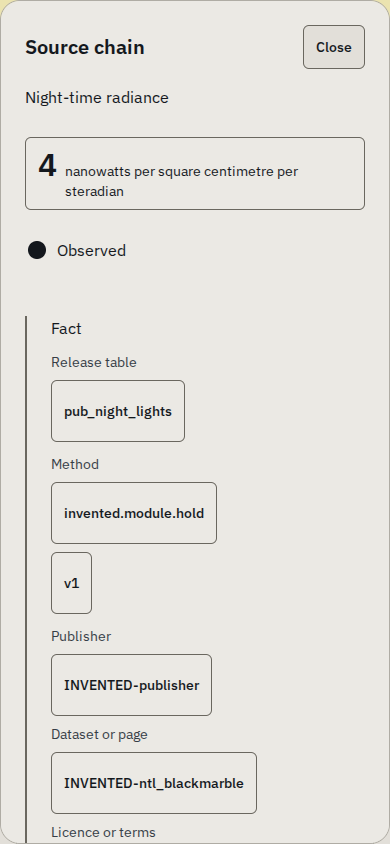 Source chain
Close
Night-time radiance
4 nanowatts per square centimetre per
steradian
Observed
Fact
Release table
pub_night_lights
Method
invented.module.hold
v1
Publisher
INVENTED-publisher
Dataset or page
INVENTED-ntl_blackmarble
Licence or terms